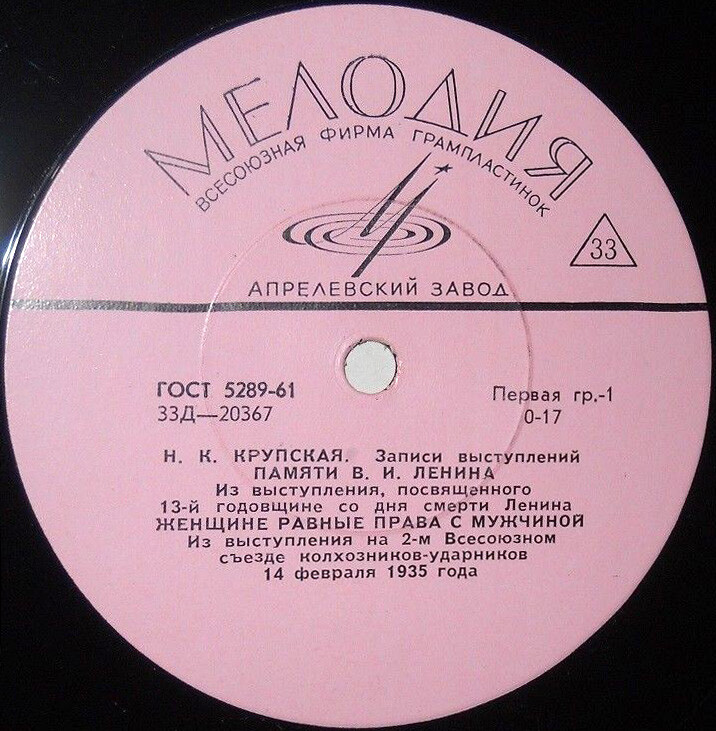 МЕЛОДИЯ
ВСЕСОЮЗНАЯ ФИРМА ГРАМПЛАСТИНОК
33
АПРЕЛЕВСКИЙ ЗАВОД
ГОСТ 5289-61
Первая гр.-1
33Д—20367
0-17
Н. К. КРУПСКАЯ. Записи выступлений
ПАМЯТИ В. И. ЛЕНИНА
Из выступления, посвященного
13-й годовщине со дня смерти Ленина
ЖЕНЩИНЕ РАВНЫЕ ПРАВА С МУЖЧИНОЙ
Из выступления на 2-м Всесоюзном
съезде колхозников-ударников
14 февраля 1935 года